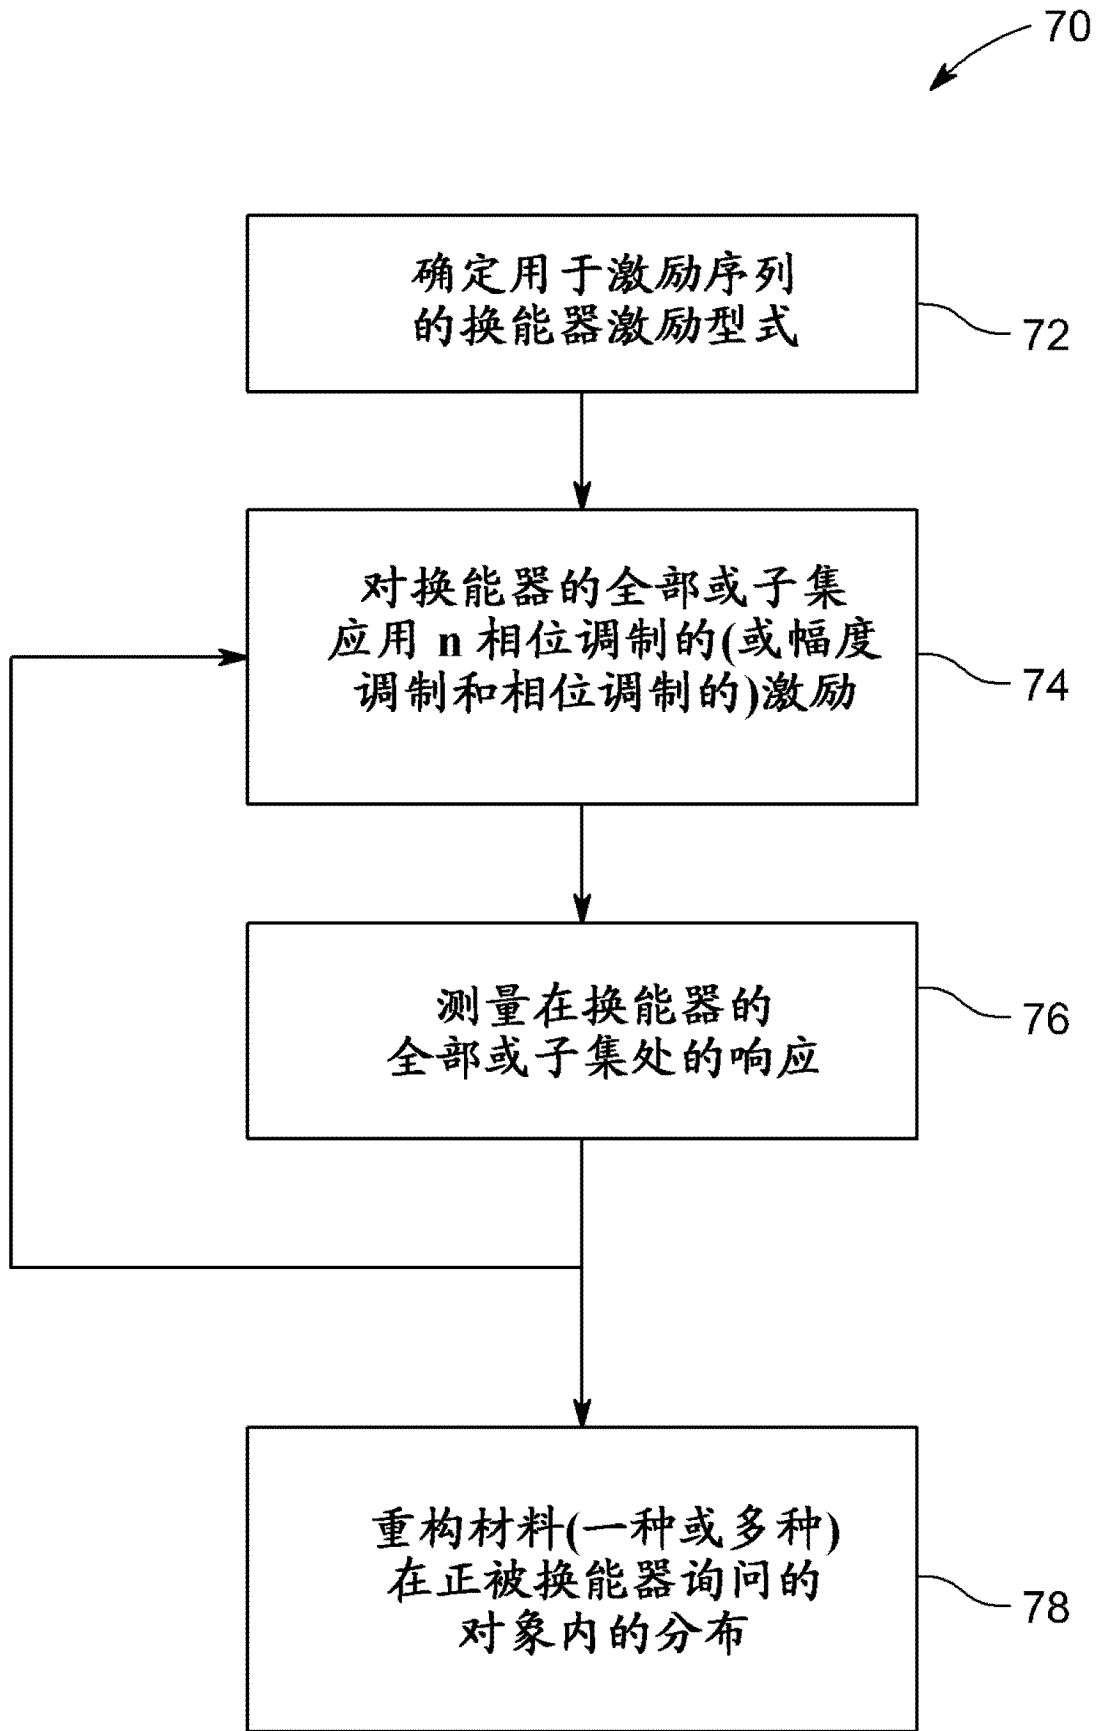 70
确定用于激励序列
的换能器激励型式
72
对换能器的全部或子集
应用 n 相位调制的(或幅度
调制和相位调制的)激励
74
测量在换能器的
全部或子集处的响应
76
重构材料(一种或多种)
在正被换能器询问的
对象内的分布
78